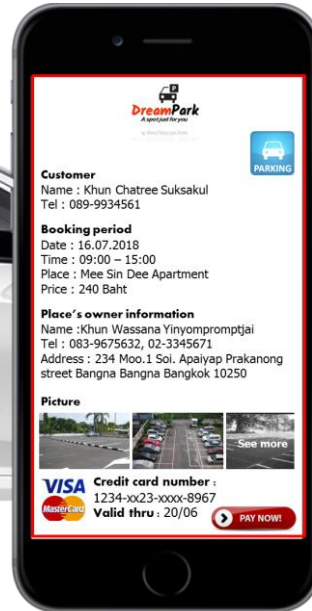 P
DreamPark
A spot just for you
PARKING
Customer
Name : Khun Chatree Suksakul
Tel : 089-9934561
Booking period
Date : 16.07.2018
Time : 09:00 – 15:00
Place : Mee Sin Dee Apartment
Price : 240 Baht
Place's owner information
Name :Khun Wassana Yinyompromptjai
Tel : 083-9675632, 02-3345671
Address : 234 Moo.1 Soi. Apaiyap Prakanong
street Bangna Bangna Bangkok 10250
Picture
See more
VISA
MasterCard
Credit card number :
1234-xx23-xxxx-8967
Valid thru : 20/06
PAY NOW!